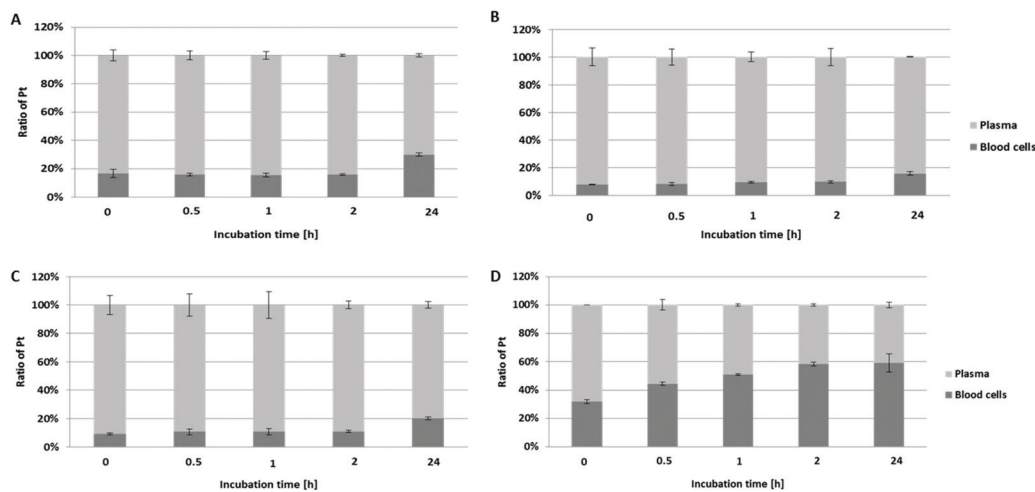 A
120%
100%
80%
60%
40%
20%
0%
Ratio of Pt
0 0.5 1 2 24
Incubation time [h]
B
120%
100%
80%
60%
40%
20%
0%
0 0.5 1 2 24
Incubation time [h]
Plasma
Blood cells
C
120%
100%
80%
60%
40%
20%
0%
Ratio of Pt
0 0.5 1 2 24
Incubation time [h]
D
120%
100%
80%
60%
40%
20%
0%
Ratio of Pt
0 0.5 1 2 24
Incubation time [h]
Plasma
Blood cells